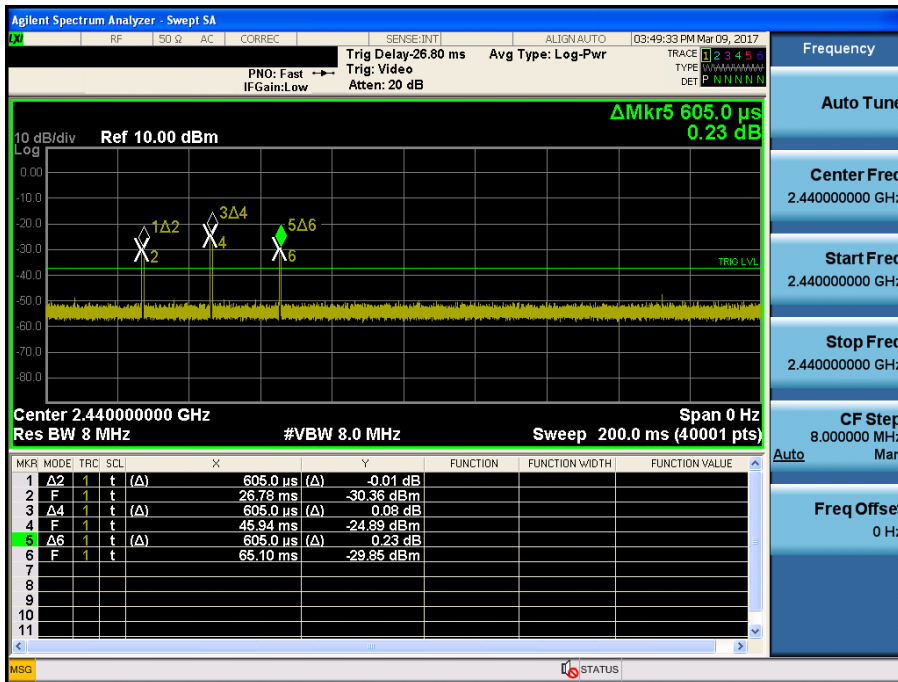 Agilent Spectrum Analyzer - Swept SA
LXI RF 50 Ω AC CORREC SENSE:INT ALIGN AUTO 03:49:33 PM Mar 09, 2017
Trig Delay-26.80 ms Avg Type: Log-Pwr TRACE 1 2 3 4 5 6
PNO: Fast Trig: Video TYPE WWWWWW
IFGain:Low Atten: 20 dB DET P N N N N N
ΔMkr5 605.0 µs
0.23 dB
10 dB/div Ref 10.00 dBm
Log
0.00
-10.0
-20.0
-30.0
-40.0
-50.0
-60.0
-70.0
-80.0
1Δ2
2
3Δ4
4
5Δ6
6
TRIG LVL
Center 2.440000000 GHz Span 0 Hz
Res BW 8 MHz #VBW 8.0 MHz Sweep 200.0 ms (40001 pts)
MKR MODE TRC SCL X Y FUNCTION FUNCTION WIDTH FUNCTION VALUE
1 Δ2 1 t (Δ) 605.0 µs (Δ) -0.01 dB
2 F 1 t 26.78 ms -30.36 dBm
3 Δ4 1 t (Δ) 605.0 µs (Δ) 0.08 dB
4 F 1 t 45.94 ms -24.89 dBm
5 Δ6 1 t (Δ) 605.0 µs (Δ) 0.23 dB
6 F 1 t 65.10 ms -29.85 dBm
7
8
9
10
11
MSG STATUS
Frequency
Auto Tune
Center Freq
2.440000000 GHz
Start Freq
2.440000000 GHz
Stop Freq
2.440000000 GHz
CF Step
8.000000 MHz
Auto Man
Freq Offset
0 Hz